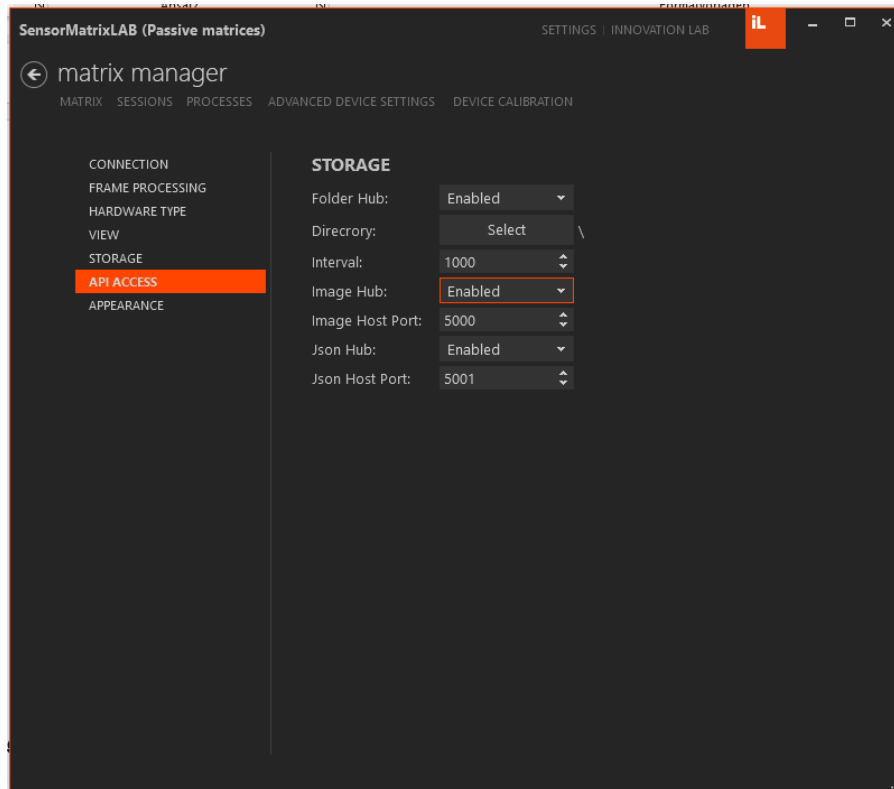 SensorMatrixLAB (Passive matrices)
SETTINGS | INNOVATION LAB
iL
matrix manager
MATRIX SESSIONS PROCESSES ADVANCED DEVICE SETTINGS DEVICE CALIBRATION
CONNECTION
FRAME PROCESSING
HARDWARE TYPE
VIEW
STORAGE
API ACCESS
APPEARANCE
STORAGE
Folder Hub: Enabled
Direcrory: Select \
Interval: 1000
Image Hub: Enabled
Image Host Port: 5000
Json Hub: Enabled
Json Host Port: 5001